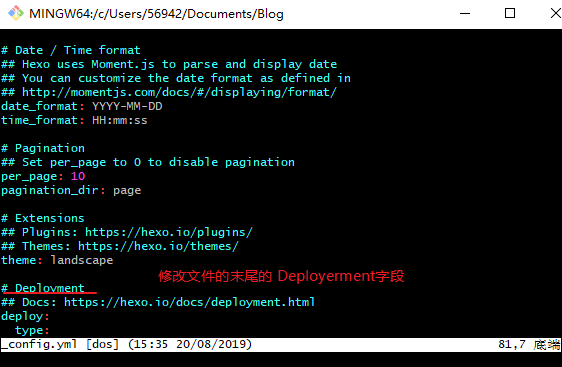 MINGW64:/c/Users/56942/Documents/Blog
# Date / Time format
## Hexo uses Moment.js to parse and display date
## You can customize the date format as defined in
## http://momentjs.com/docs/#/displaying/format/
date_format: YYYY-MM-DD
time_format: HH:mm:ss
# Pagination
## Set per_page to 0 to disable pagination
per_page: 10
pagination_dir: page
# Extensions
## Plugins: https://hexo.io/plugins/
## Themes: https://hexo.io/themes/
theme: landscape
修改文件的末尾的 Deployerment字段
# Deployment
## Docs: https://hexo.io/docs/deployment.html
deploy:
type:
_config.yml [dos] (15:35 20/08/2019) 81,7 底端